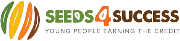 SEEDS4SUCCESS
YOUNG PEOPLE EARNING THE CREDIT